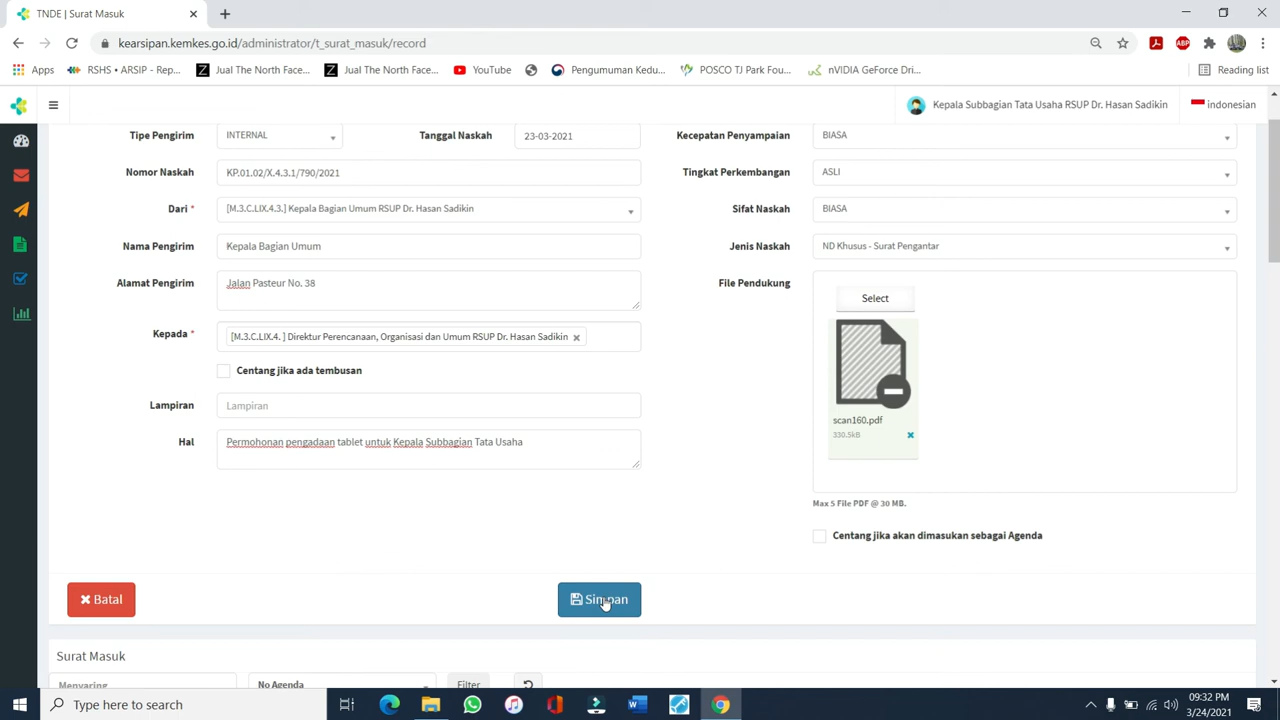 TNDE | Surat Masuk
kearsipan.kemkes.go.id/administrator/t_surat_masuk/record
ABP
Apps
RSHS ⁝ ARSIP - Rep...
Jual The North Face...
Jual The North Face...
YouTube
Pengumuman Kedu...
POSCO TJ Park Foun...
nVIDIA GeForce Dri...
Reading list
Kepala Subbagian Tata Usaha RSUP Dr. Hasan Sadikin
indonesian
Tipe Pengirim INTERNAL Tanggal Naskah 23-03-2021 Kecepatan Penyampaian BIASA
Nomor Naskah KP.01.02/X.4.3.1/790/2021 Tingkat Perkembangan ASLI
Dari * [M.3.C.LIX.4.3.] Kepala Bagian Umum RSUP Dr. Hasan Sadikin Sifat Naskah BIASA
Nama Pengirim Kepala Bagian Umum Jenis Naskah ND Khusus - Surat Pengantar
Alamat Pengirim Jalan Pasteur No. 38 File Pendukung
Select
Kepada * [M.3.C.LIX.4. ] Direktur Perencanaan, Organisasi dan Umum RSUP Dr. Hasan Sadikin ×
Centang jika ada tembusan
Lampiran Lampiran
scan160.pdf
330.5kB
Hal Permohonan pengadaan tablet untuk Kepala Subbagian Tata Usaha
Max 5 File PDF @ 30 MB.
Centang jika akan dimasukan sebagai Agenda
Batal Simpan
Surat Masuk
Menyaring No Agenda Filter
Type here to search
09:32 PM
3/24/2021